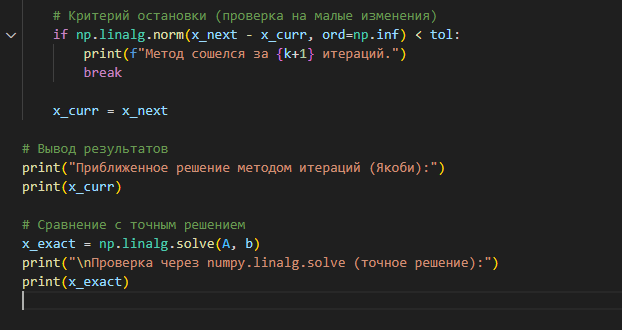 # Критерий остановки (проверка на малые изменения)
if np.linalg.norm(x_next - x_curr, ord=np.inf) < tol:
print(f"Метод сошелся за {k+1} итераций.")
break
x_curr = x_next
# Вывод результатов
print("Приближенное решение методом итераций (Якоби):")
print(x_curr)
# Сравнение с точным решением
x_exact = np.linalg.solve(A, b)
print("\nПроверка через numpy.linalg.solve (точное решение):")
print(x_exact)